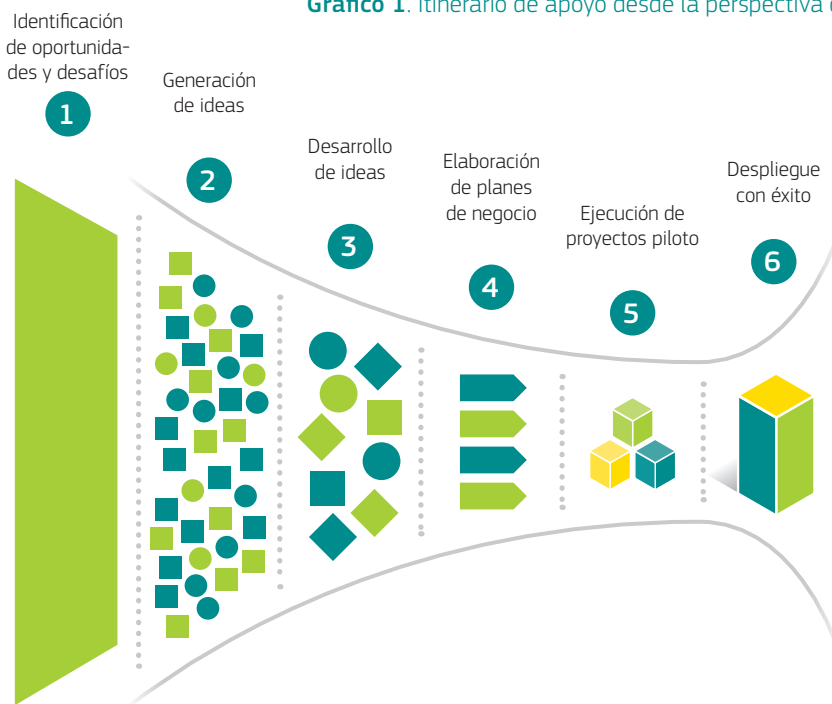 Gráfico 1. Itinerario de apoyo desde la perspectiva
Identificación
de oportunida-
des y desafíos
1
Generación
de ideas
2
Desarrollo
de ideas
3
Elaboración
de planes
de negocio
4
Ejecución de
proyectos piloto
5
Despliegue
con éxito
6